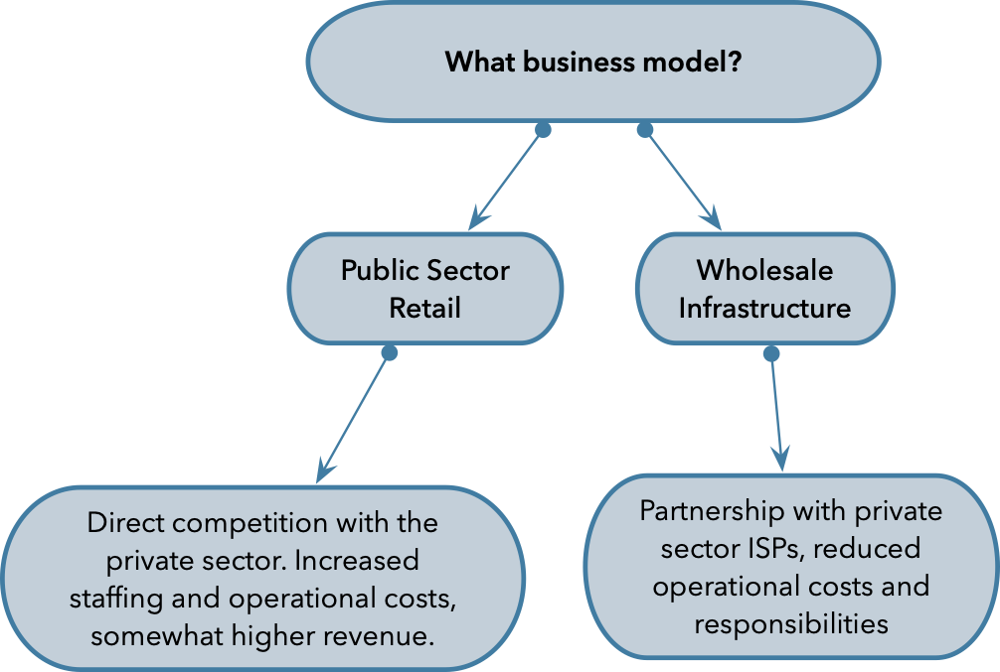 What business model?
Public Sector
Retail
Wholesale
Infrastructure
Direct competition with the
private sector. Increased
staffing and operational costs,
somewhat higher revenue.
Partnership with private
sector ISPs, reduced
operational costs and
responsibilities